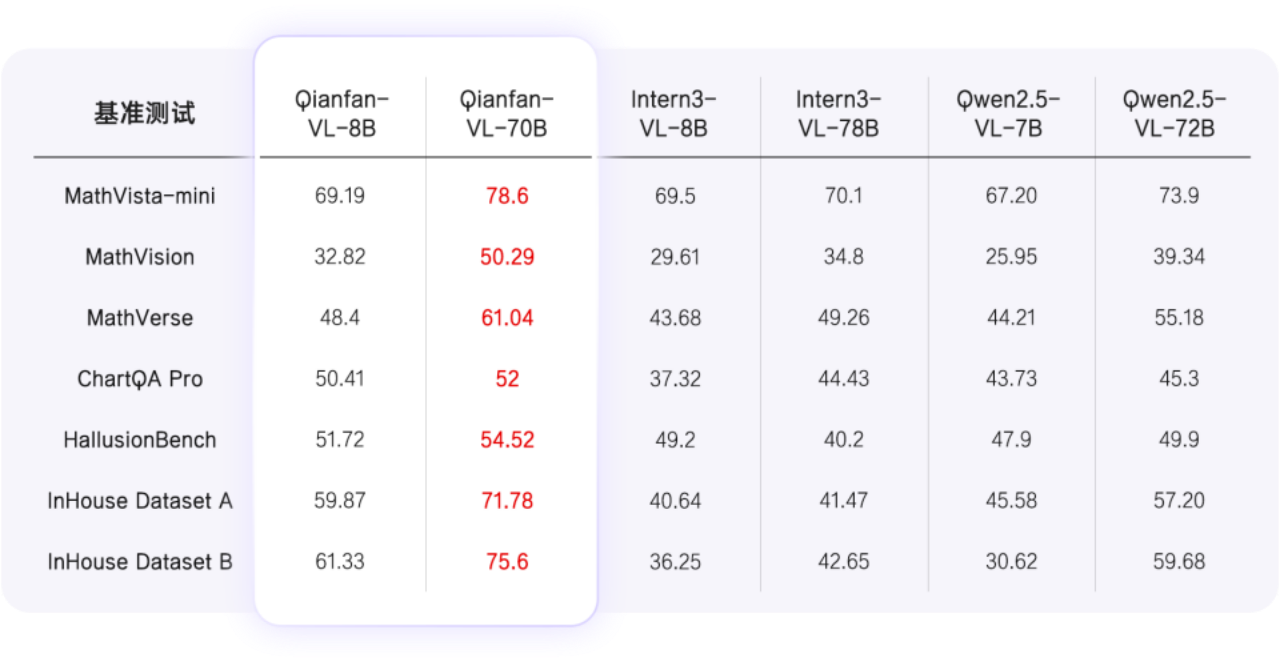 基准测试 Qianfan-VL-8B Qianfan-VL-70B Intern3-VL-8B Intern3-VL-78B Qwen2.5-VL-7B Qwen2.5-VL-72B
MathVista-mini 69.19 78.6 69.5 70.1 67.20 73.9
MathVision 32.82 50.29 29.61 34.8 25.95 39.34
MathVerse 48.4 61.04 43.68 49.26 44.21 55.18
ChartQA Pro 50.41 52 37.32 44.43 43.73 45.3
HallusionBench 51.72 54.52 49.2 40.2 47.9 49.9
InHouse Dataset A 59.87 71.78 40.64 41.47 45.58 57.20
InHouse Dataset B 61.33 75.6 36.25 42.65 30.62 59.68